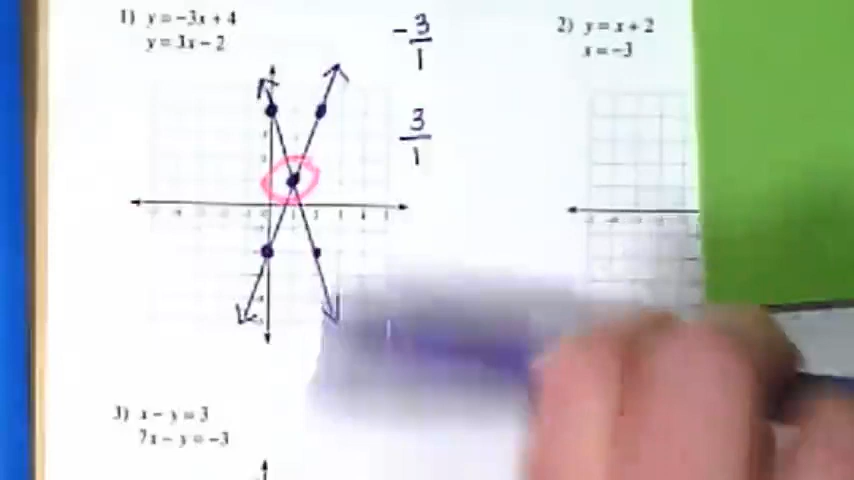 1) y = −3x + 4
y = 3x − 2
-3/1
3/1
2) y = x + 2
x = −3
3) x − y = 3
7x − y = −3